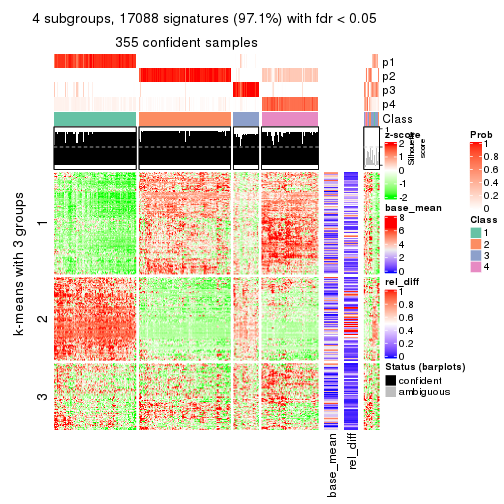 4 subgroups, 17088 signatures (97.1%) with fdr < 0.05
355 confident samples
p1
p2
p3
p4
Class
1
Silhouette
score
k-means with 3 groups
1
2
3
base_mean
rel_diff
z-score
2
1
0
-1
-2
base_mean
8
6
4
2
0
rel_diff
1
0.8
0.6
0.4
0.2
0
Status (barplots)
confident
ambiguous
Prob
1
0.8
0.6
0.4
0.2
0
Class
1
2
3
4